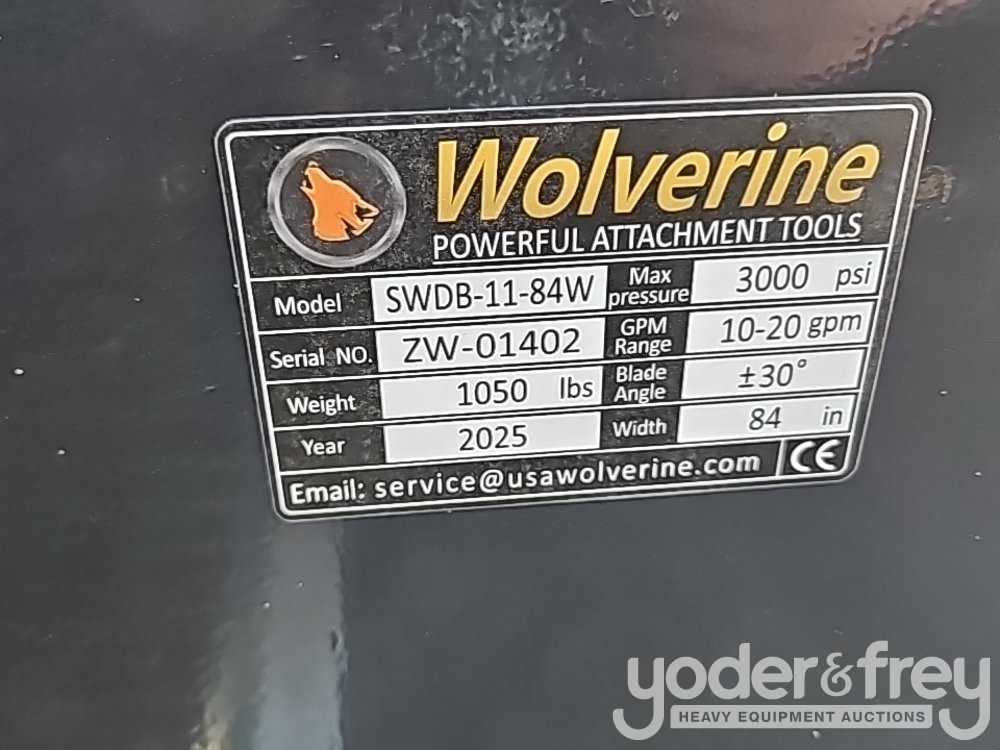 Wolverine
POWERFUL ATTACHMENT TOOLS
Model SWDB-11-84W Max pressure 3000 psi
Serial NO. ZW-01402 GPM Range 10-20 gpm
Weight 1050 lbs Blade Angle ±30°
Year 2025 Width 84 in
Email: service@usawolverine.com CE
yoder&frey
HEAVY EQUIPMENT AUCTIONS